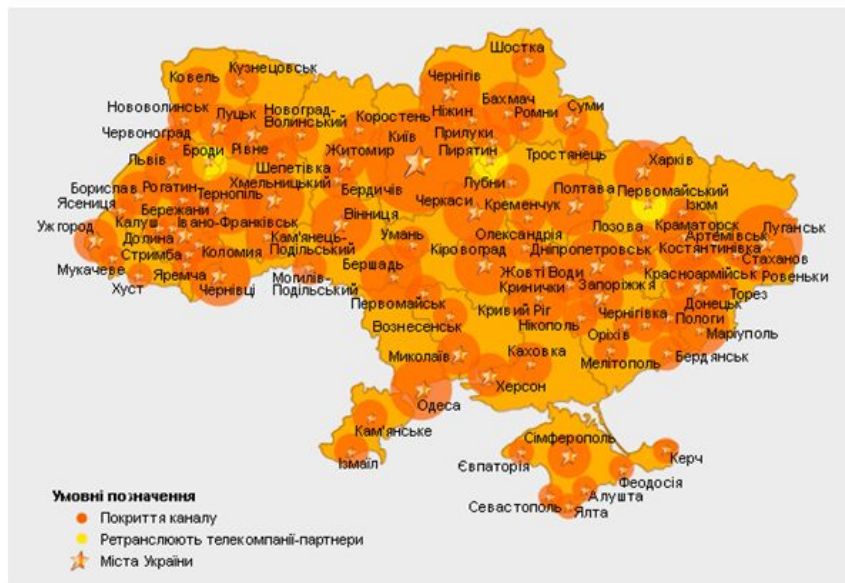 Шостка
Кузнецовськ
Ковель
Чернігів
Нововолинськ
Луцьк
Новоград-
Волинський
Коростень
Ніжин
Бахмач
Ромни
Суми
Червоноград
Київ
Прилуки
Львів
Броди
Рівне
Житомир
Пирятин
Тростянець
Харків
Шепетівка
Борислав
Рогатин
Хмельницький
Бердичів
Лубни
Полтава
Первомайський
Ясениця
Тернопіль
Черкаси
Кременчук
Ізюм
Бережани
Вінниця
Ужгород
Калуш
Івано-Франківськ
Умань
Лозова
Краматорск
Луганськ
Долина
Кам'янець-
Подільський
Кіровоград
Олександрія
Артемівськ
Дніпропетровськ
Костянтинівка
Стримба
Коломия
Бершадь
Стаханов
Мукачеве
Яремча
Могилів-
Подільський
Жовті Води
Красноармійськ
Ровеньки
Хуст
Чернівці
Кринички
Запоріжжя
Торез
Первомайськ
Кривий Ріг
Чернігівка
Донецьк
Вознесенськ
Нікополь
Пологи
Оріхів
Маріуполь
Миколаїв
Каховка
Мелітополь
Бердянськ
Херсон
Одеса
Кам'янське
Сімферополь
Ізмаїл
Євпаторія
Керч
Феодосія
Алушта
Севастополь
Ялта
Умовні позначення
Покриття каналу
Ретранслюють телекомпанії-партнери
Міста України